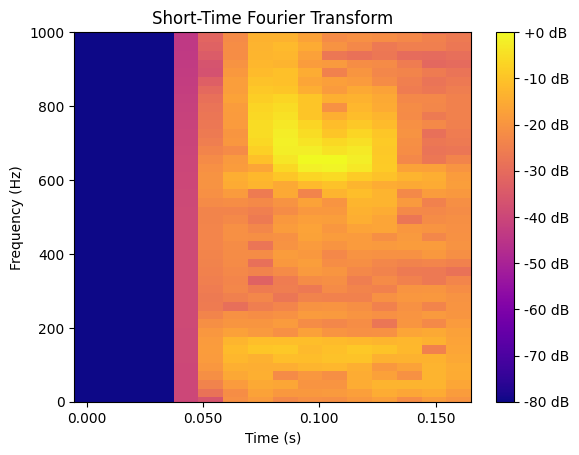 Short-Time Fourier Transform
1000
800
600
400
200
0
Frequency (Hz)
0.000
0.050
0.100
0.150
Time (s)
+0 dB
-10 dB
-20 dB
-30 dB
-40 dB
-50 dB
-60 dB
-70 dB
-80 dB